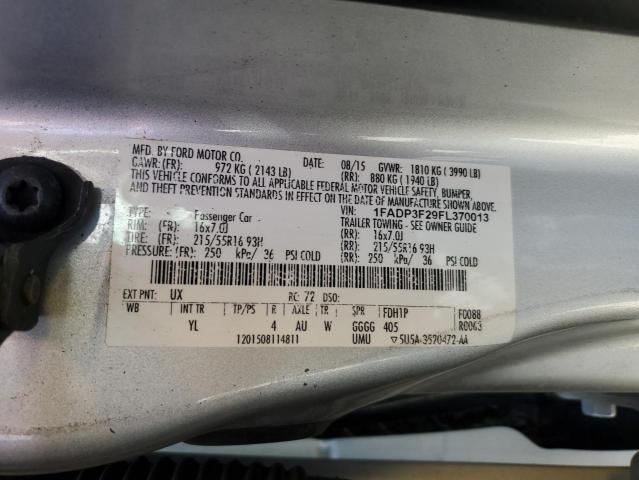 MFD. BY FORD MOTOR CO.
DATE: 08/15 GVWR: 1810 KG ( 3990 LB)
GAWR: (FR): 972 KG ( 2143 LB) (RR): 880 KG ( 1940 LB)
THIS VEHICLE CONFORMS TO ALL APPLICABLE FEDERAL MOTOR VEHICLE SAFETY, BUMPER,
AND THEFT PREVENTION STANDARDS IN EFFECT ON THE DATE OF MANUFACTURE SHOWN ABOVE.
VIN: 1FADP3F29FL370013
TYPE: Passenger Car TRAILER TOWING - SEE OWNER GUIDE
RIM: (FR): 16x7.0J (RR): 16x7.0J
TIRE: (FR): 215/55R16 93H (RR): 215/55R16 93H
PRESSURE: (FR): 250 kPa/ 36 PSI COLD (RR): 250 kPa/ 36 PSI COLD
EXT PNT: UX RC: 72 DSO:
WB INT TR TP/PS R AXLE TR SPR FDH1P F0088
YL 4 AU W GGGG 405 R0063
1201508114811 UMU ▽5U5A-3520472-AA